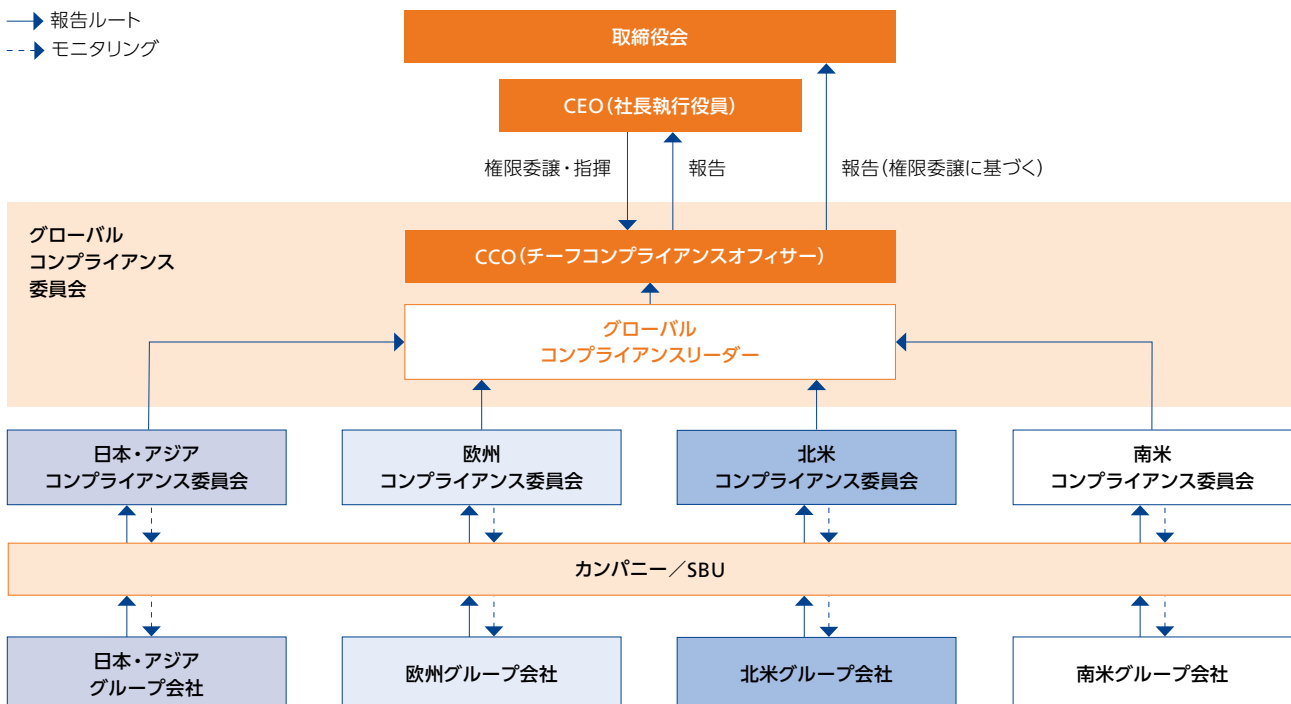 報告ルート
モニタリング
取締役会
CEO(社長執行役員)
権限委譲・指揮
報告
報告(権限委譲に基づく)
グローバル
コンプライアンス
委員会
CCO(チーフコンプライアンスオフィサー)
グローバル
コンプライアンスリーダー
日本・アジア
コンプライアンス委員会
欧州
コンプライアンス委員会
北米
コンプライアンス委員会
南米
コンプライアンス委員会
カンパニー/SBU
日本・アジア
グループ会社
欧州グループ会社
北米グループ会社
南米グループ会社